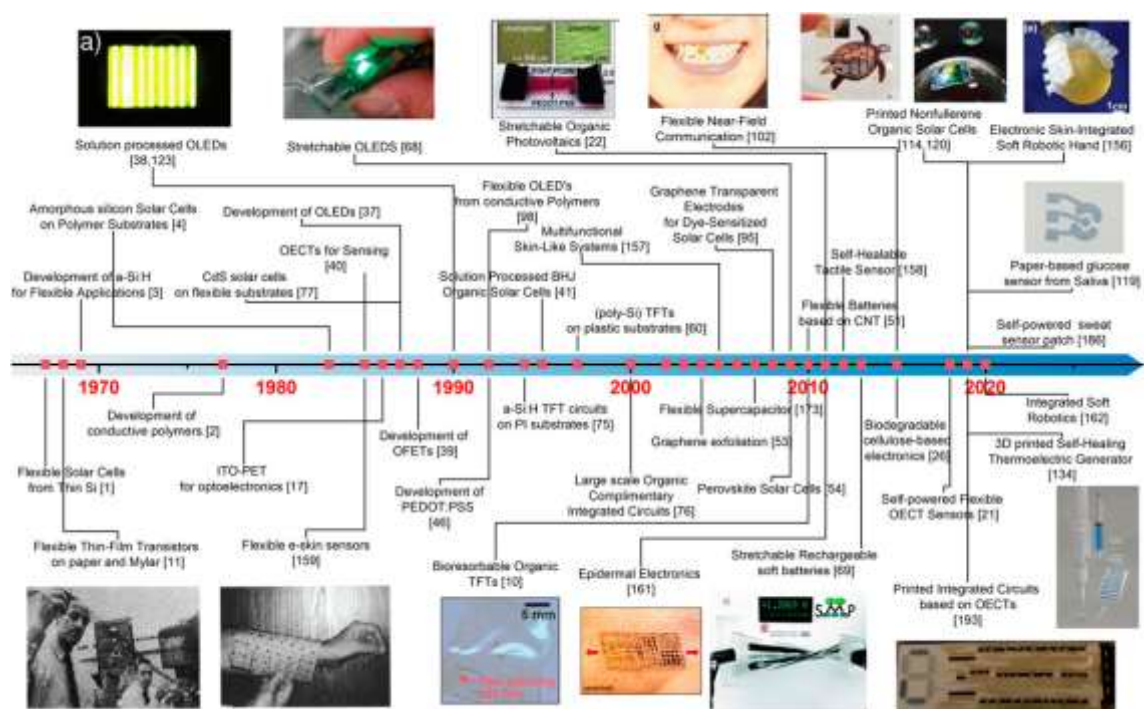 a)
g
(e)
1cm
Solution processed OLEDs
[38,123]
Stretchable OLEDS [68]
PEDOT:PSS
Stretchable Organic
Photovoltaics [22]
Flexible Near-Field
Communication [102]
Printed Nonfullerene
Organic Solar Cells
[114,120]
Electronic Skin-Integrated
Soft Robotic Hand [156]
Amorphous silicon Solar Cells
on Polymer Substrates [4]
Development of OLEDs [37]
Flexible OLED's
from conductive Polymers
[98]
Graphene Transparent
Electrodes
for Dye-Sensitized
Solar Cells [95]
OECTs for Sensing
[40]
Multifunctional
Skin-Like Systems [157]
Self-Healable
Tactile Sensor [158]
Development of a-Si:H
for Flexible Applications [3]
CdS solar cells
on flexible substrates [77]
Solution Processed BHJ
Organic Solar Cells [41]
Paper-based glucose
sensor from Saliva [119]
(poly-Si) TFTs
on plastic substrates [60]
Flexible Batteries
based on CNT [51]
Self-powered sweat
sensor patch [186]
1970
1980
1990
2000
2010
2020
Development of
conductive polymers [2]
a-Si:H TFT circuits
on PI substrates [75]
Flexible Supercapacitor [173]
Integrated Soft
Robotics [162]
Flexible Solar Cells
from Thin Si [1]
ITO-PET
for optoelectronics [17]
Development of
OFETs [39]
Graphene exfoliation [53]
Biodegradable
cellulose-based
electronics [26]
3D printed Self-Healing
Thermoelectric Generator
[134]
Development of
PEDOT:PSS
[46]
Large scale Organic
Complimentary
Integrated Circuits [76]
Perovskite Solar Cells [54]
Self-powered Flexible
OECT Sensors [21]
Flexible Thin-Film Transistors
on paper and Mylar [11]
Flexible e-skin sensors
[159]
Bioresorbable Organic
TFTs [10]
Epidermal Electronics
[161]
Stretchable Rechargeable
soft batteries [69]
Printed Integrated Circuits
based on OECTs
[193]
5 mm